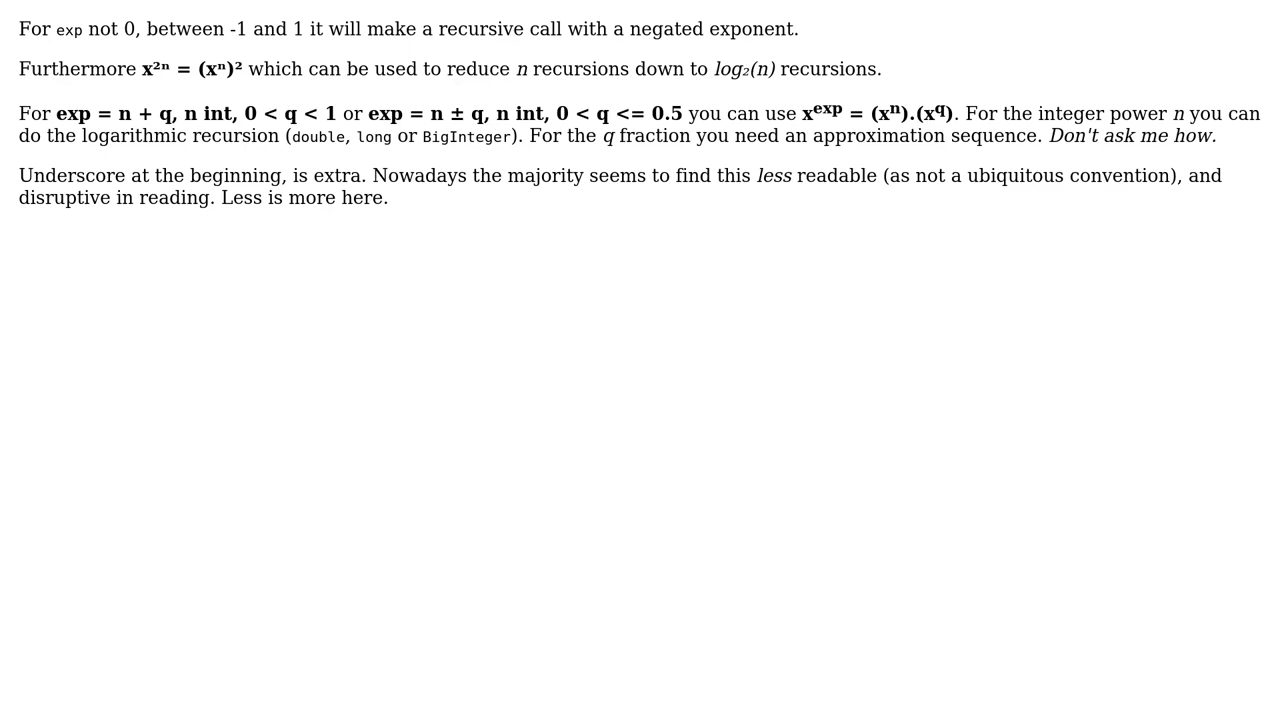 For exp not 0, between -1 and 1 it will make a recursive call with a negated exponent.
Furthermore x²ⁿ = (xⁿ)² which can be used to reduce n recursions down to log₂(n) recursions.
For exp = n + q, n int, 0 < q < 1 or exp = n ± q, n int, 0 < q <= 0.5 you can use x^exp = (x^n).(x^q). For the integer power n you can
do the logarithmic recursion (double, long or BigInteger). For the q fraction you need an approximation sequence. Don't ask me how.
Underscore at the beginning, is extra. Nowadays the majority seems to find this less readable (as not a ubiquitous convention), and
disruptive in reading. Less is more here.